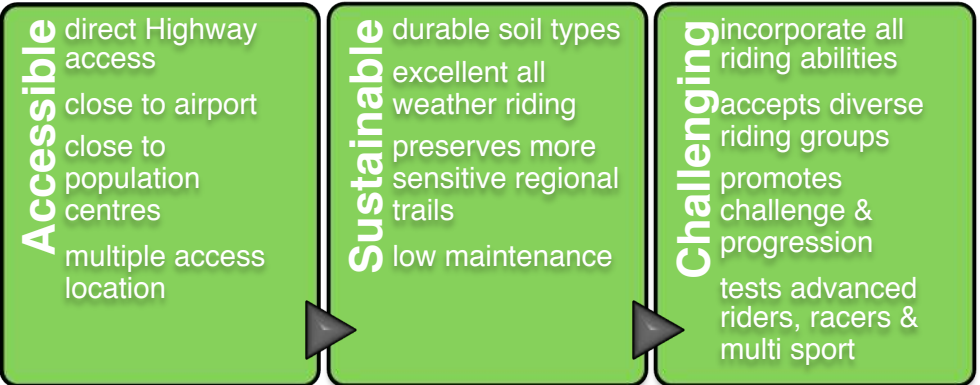 Accessible
direct Highway
access
close to airport
close to
population
centres
multiple access
location
Sustainable
durable soil types
excellent all
weather riding
preserves more
sensitive regional
trails
low maintenance
Challenging
incorporate all
riding abilities
accepts diverse
riding groups
promotes
challenge &
progression
tests advanced
riders, racers &
multi sport